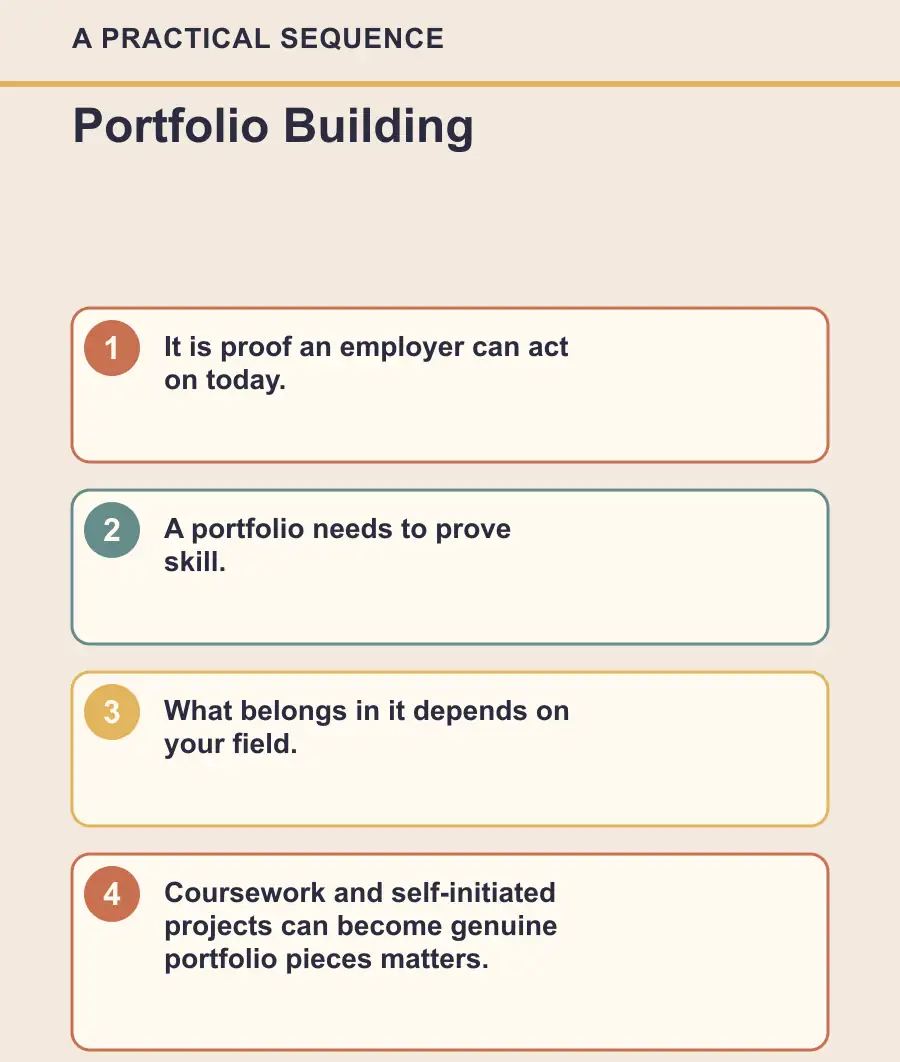 A PRACTICAL SEQUENCE
Portfolio Building
1
It is proof an employer can act
on today.
2
A portfolio needs to prove
skill.
3
What belongs in it depends on
your field.
4
Coursework and self-initiated
projects can become genuine
portfolio pieces matters.